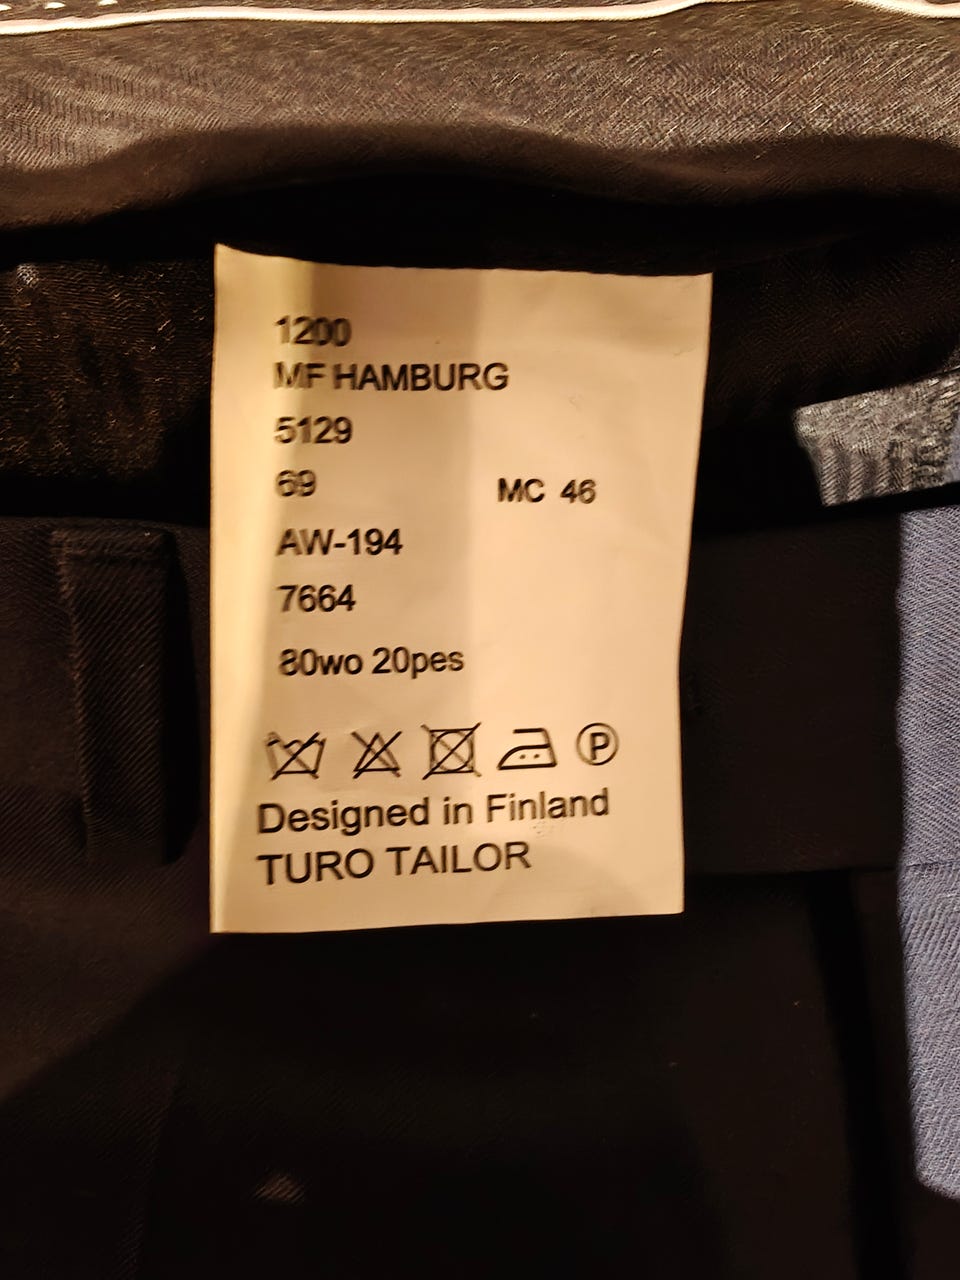 1200
MF HAMBURG
5129
69 MC 46
AW-194
7664
80wo 20pes
P
Designed in Finland
TURO TAILOR